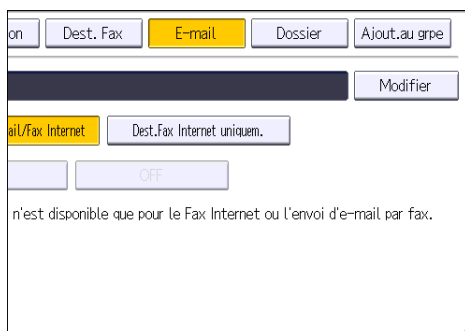 on Dest. Fax E-mail Dossier Ajout.au grpe
Modifier
ail/Fax Internet Dest.Fax Internet uniquem.
OFF
n'est disponible que pour le Fax Internet ou l'envoi d'e-mail par fax.